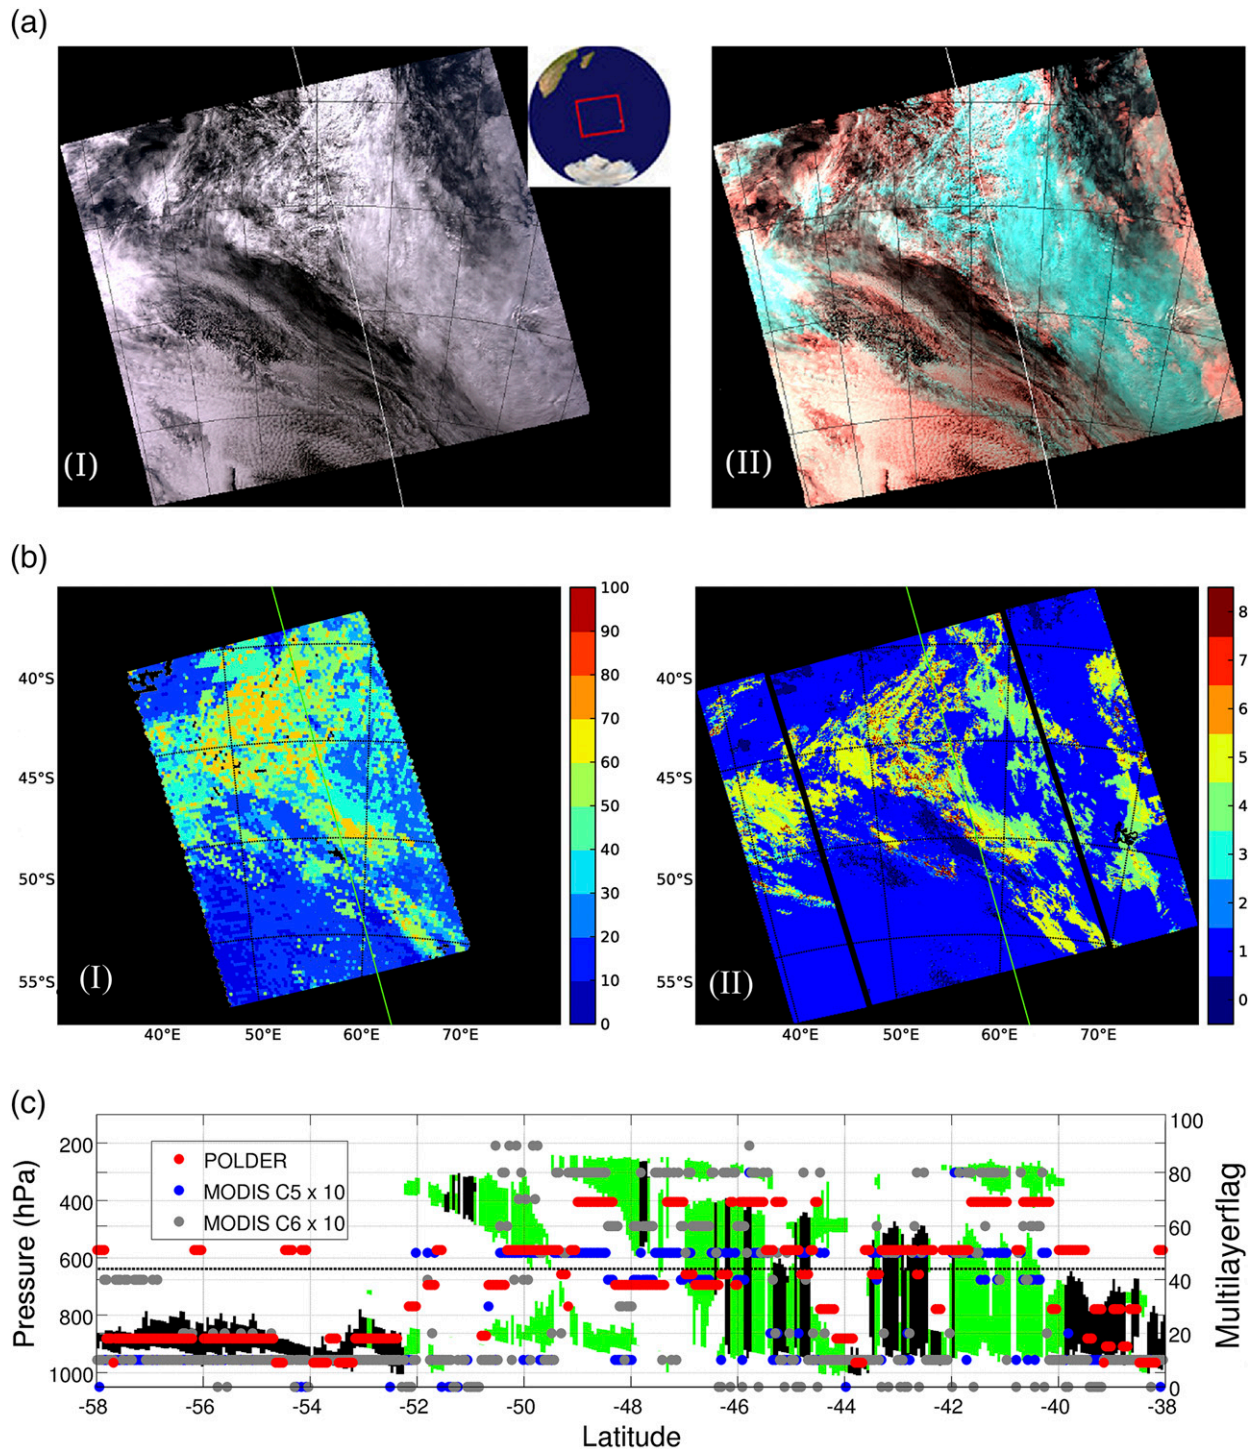 (a)
(I)
(II)
(b)
100
90
80
70
60
50
40
30
20
10
0
40°S
45°S
50°S
55°S
(I)
40°E 50°E 60°E 70°E
8
7
6
5
4
3
2
1
0
40°S
45°S
50°S
55°S
(II)
40°E 50°E 60°E 70°E
(c)
Pressure (hPa)
200
400
600
800
1000
POLDER
MODIS C5 x 10
MODIS C6 x 10
100
80
60
40
20
0
Multilayerflag
-58 -56 -54 -52 -50 -48 -46 -44 -42 -40 -38
Latitude